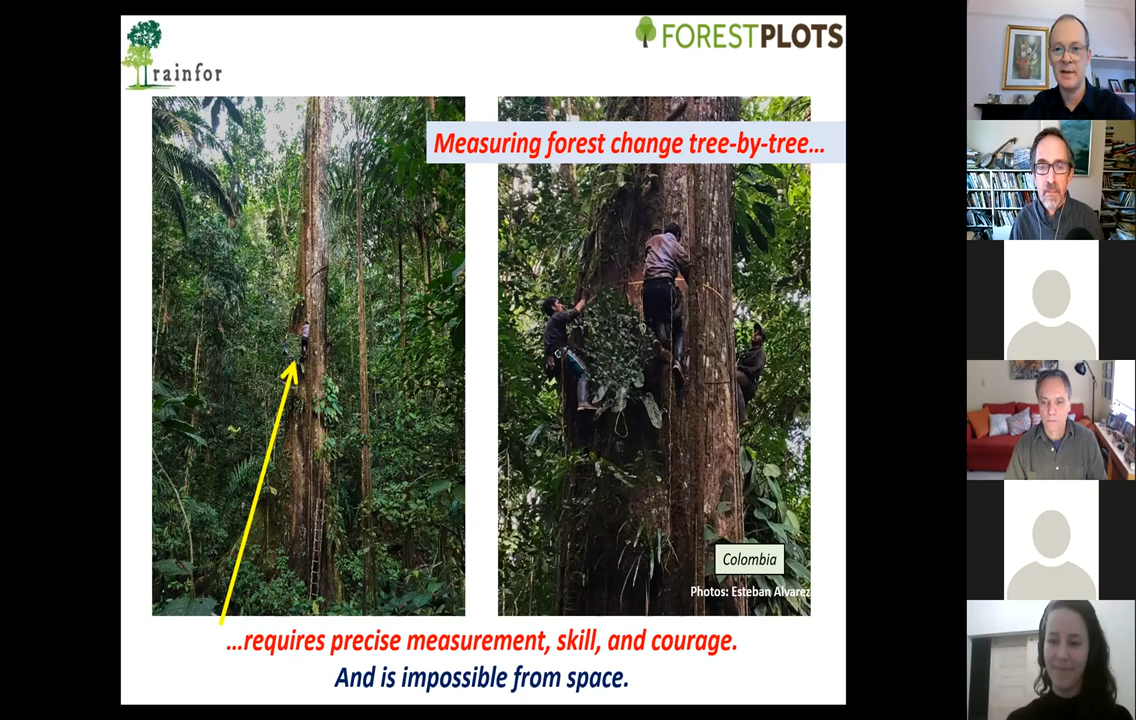 rainfor
FORESTPLOTS
Measuring forest change tree-by-tree...
Colombia
Photos: Esteban Alvarez
...requires precise measurement, skill, and courage.
And is impossible from space.